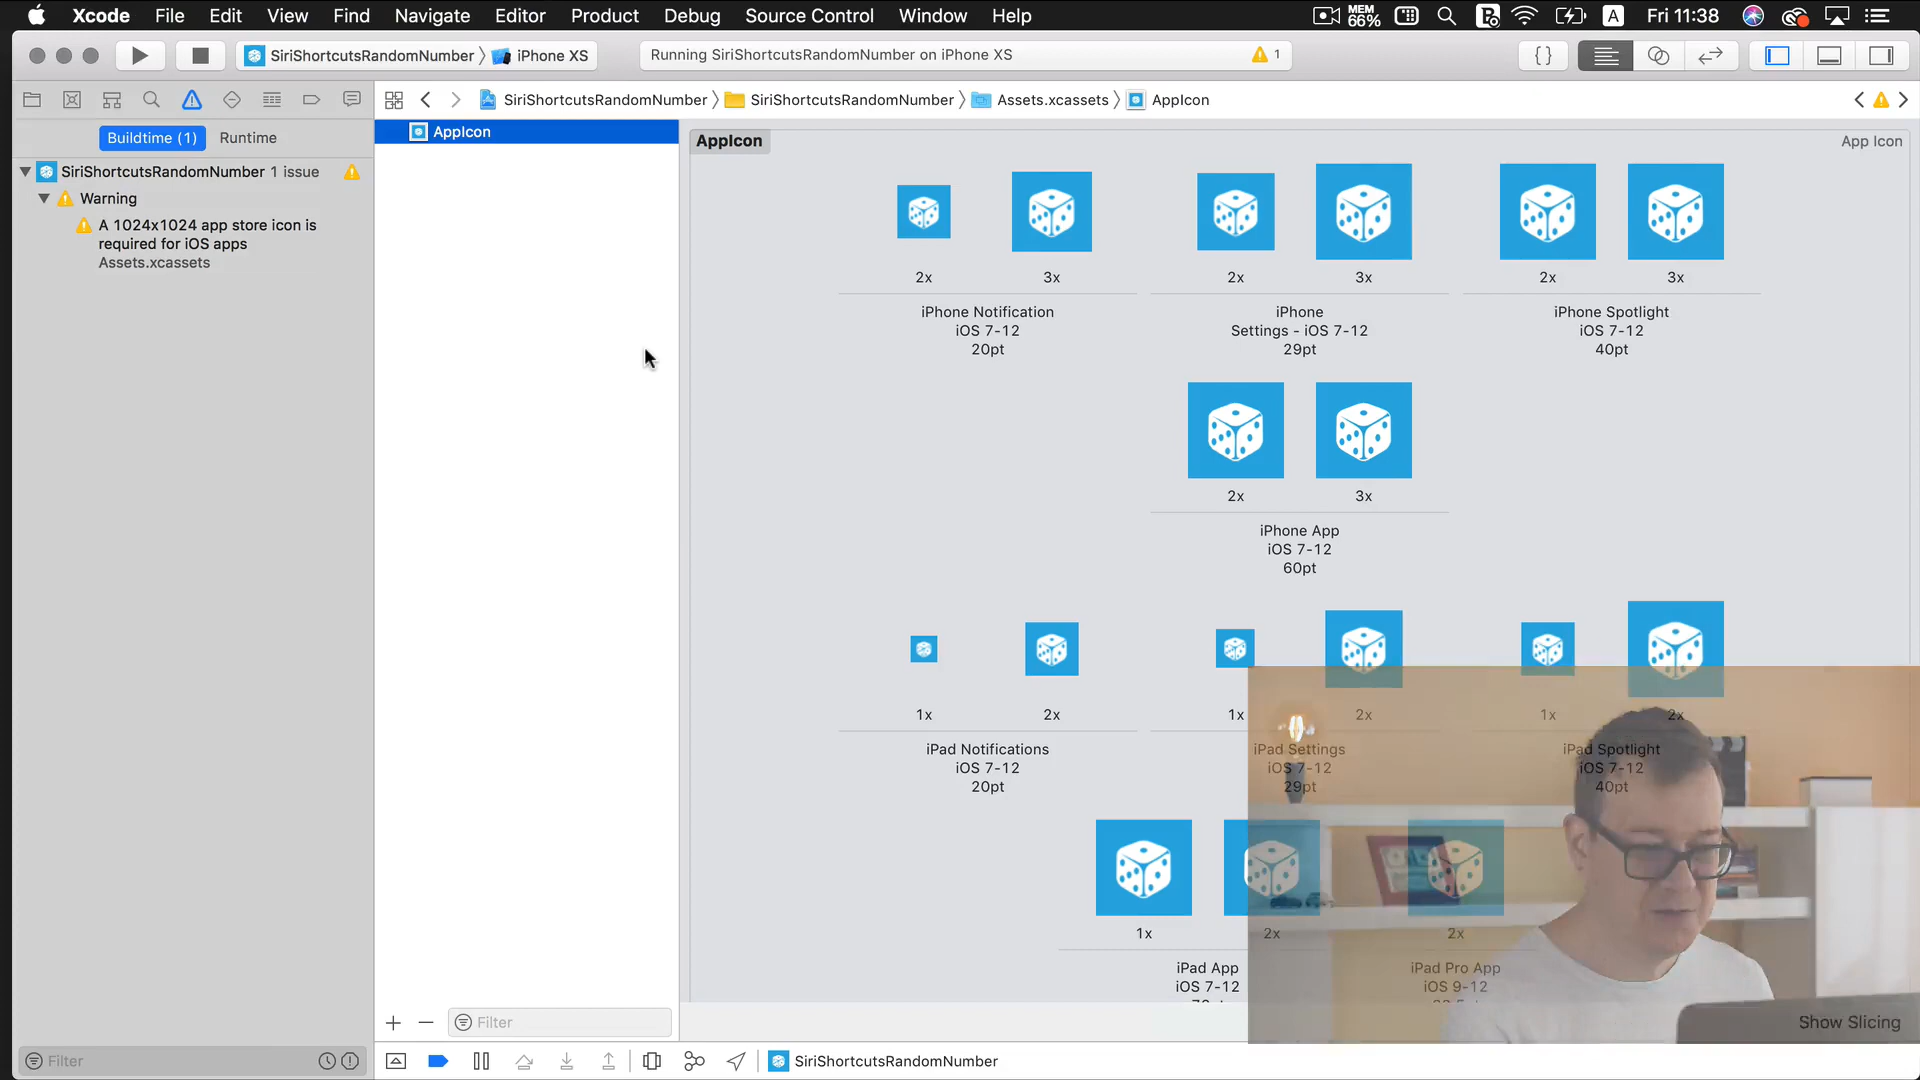 Xcode File Edit View Find Navigate Editor Product Debug Source Control Window Help MEM 66% A Fri 11:38
SiriShortcutsRandomNumber iPhone XS Running SiriShortcutsRandomNumber on iPhone XS 1
SiriShortcutsRandomNumber SiriShortcutsRandomNumber Assets.xcassets AppIcon
Buildtime (1) Runtime
SiriShortcutsRandomNumber 1 issue
Warning
A 1024x1024 app store icon is
required for iOS apps
Assets.xcassets
AppIcon
AppIcon App Icon
2x 3x 2x 3x 2x 3x
iPhone Notification
iOS 7-12
20pt
iPhone
Settings - iOS 7-12
29pt
iPhone Spotlight
iOS 7-12
40pt
2x 3x
iPhone App
iOS 7-12
60pt
1x 2x 1x 2x 1x 2x
iPad Notifications
iOS 7-12
20pt
iPad Settings
iOS 7-12
29pt
iPad Spotlight
iOS 7-12
40pt
1x 2x 2x
iPad App
iOS 7-12
iPad Pro App
iOS 9-12
Show Slicing
Filter
Filter
SiriShortcutsRandomNumber